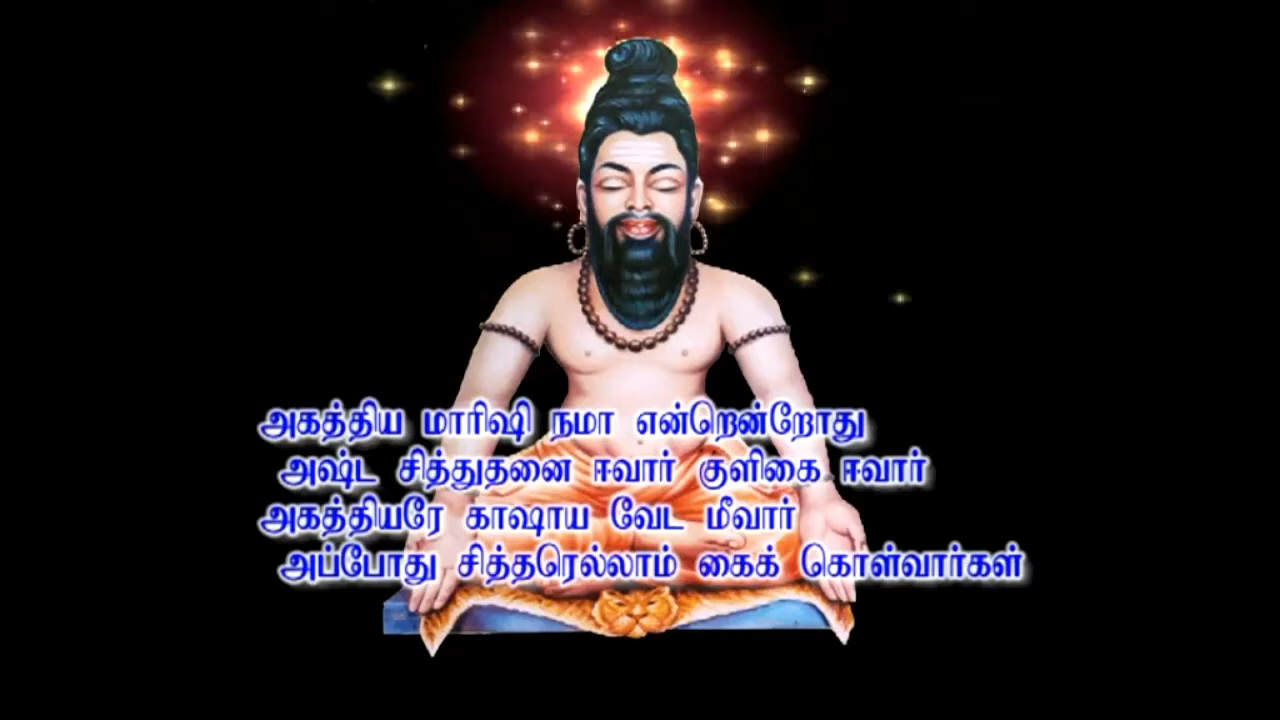 அகத்திய மாரிஷி நமா என்றென்றோது
அஷ்ட சித்துதனை ஈவார் குளிகை ஈவார்
அகத்தியரே காஷாய வேட மீவார்
அப்போது சித்தரெல்லாம் கைக் கொள்வார்கள்